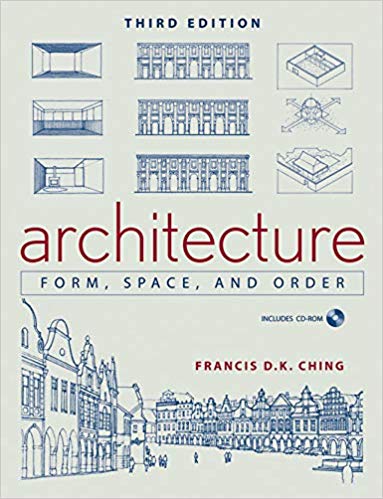 THIRD EDITION
architecture
FORM, SPACE, AND ORDER
INCLUDES CD-ROM
FRANCIS D.K. CHING